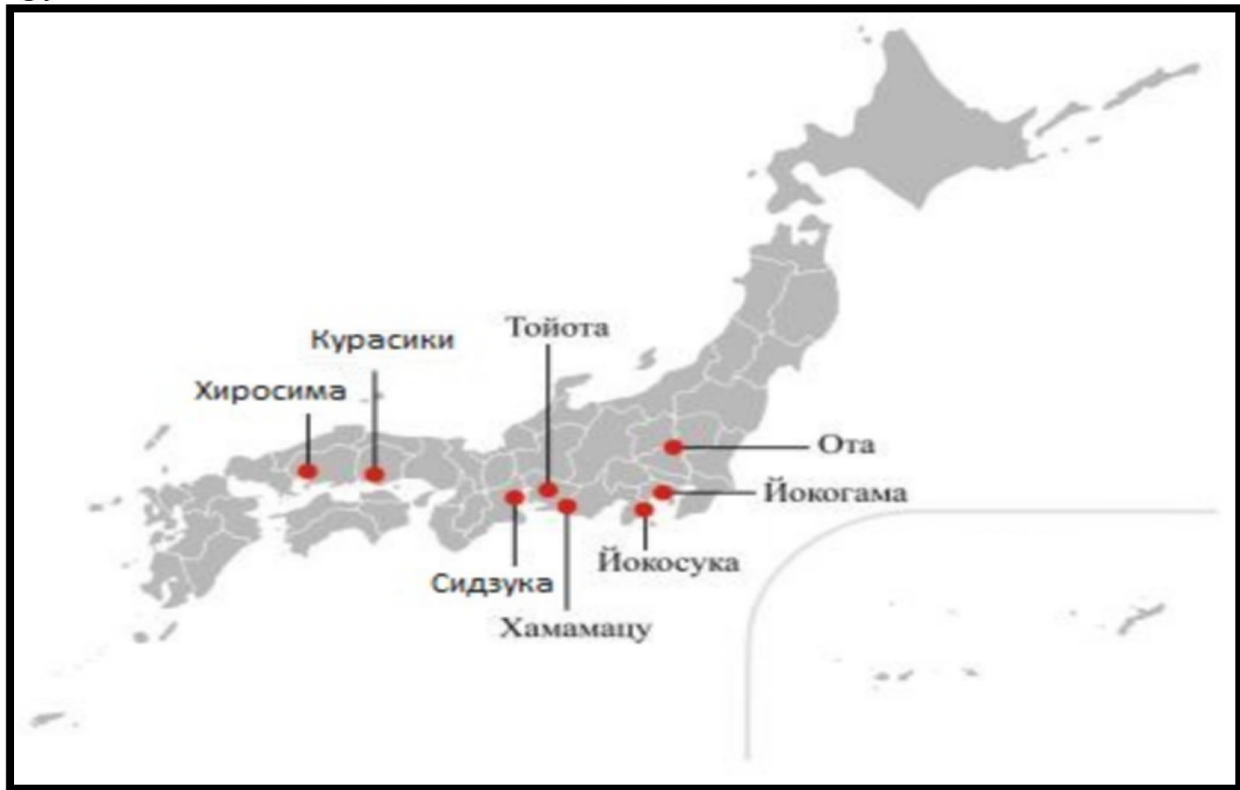 Тойота
Курасики
Хиросима
Ота
Йокогама
Йокосука
Сидзука
Хамамацу